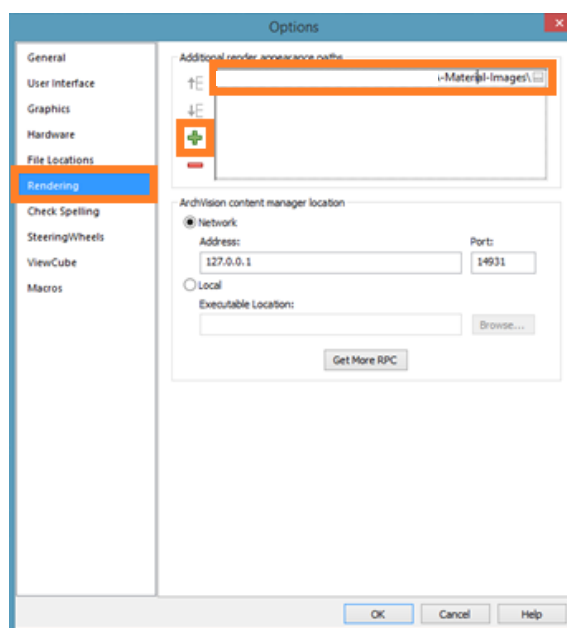 Options
General
User Interface
Graphics
Hardware
File Locations
Rendering
Check Spelling
SteeringWheels
ViewCube
Macros
Additional render appearance paths
-Material-Images\
ArchVision content manager location
Network
Address:
Port:
127.0.0.1
14931
Local
Executable Location:
Browse...
Get More RPC
OK
Cancel
Help